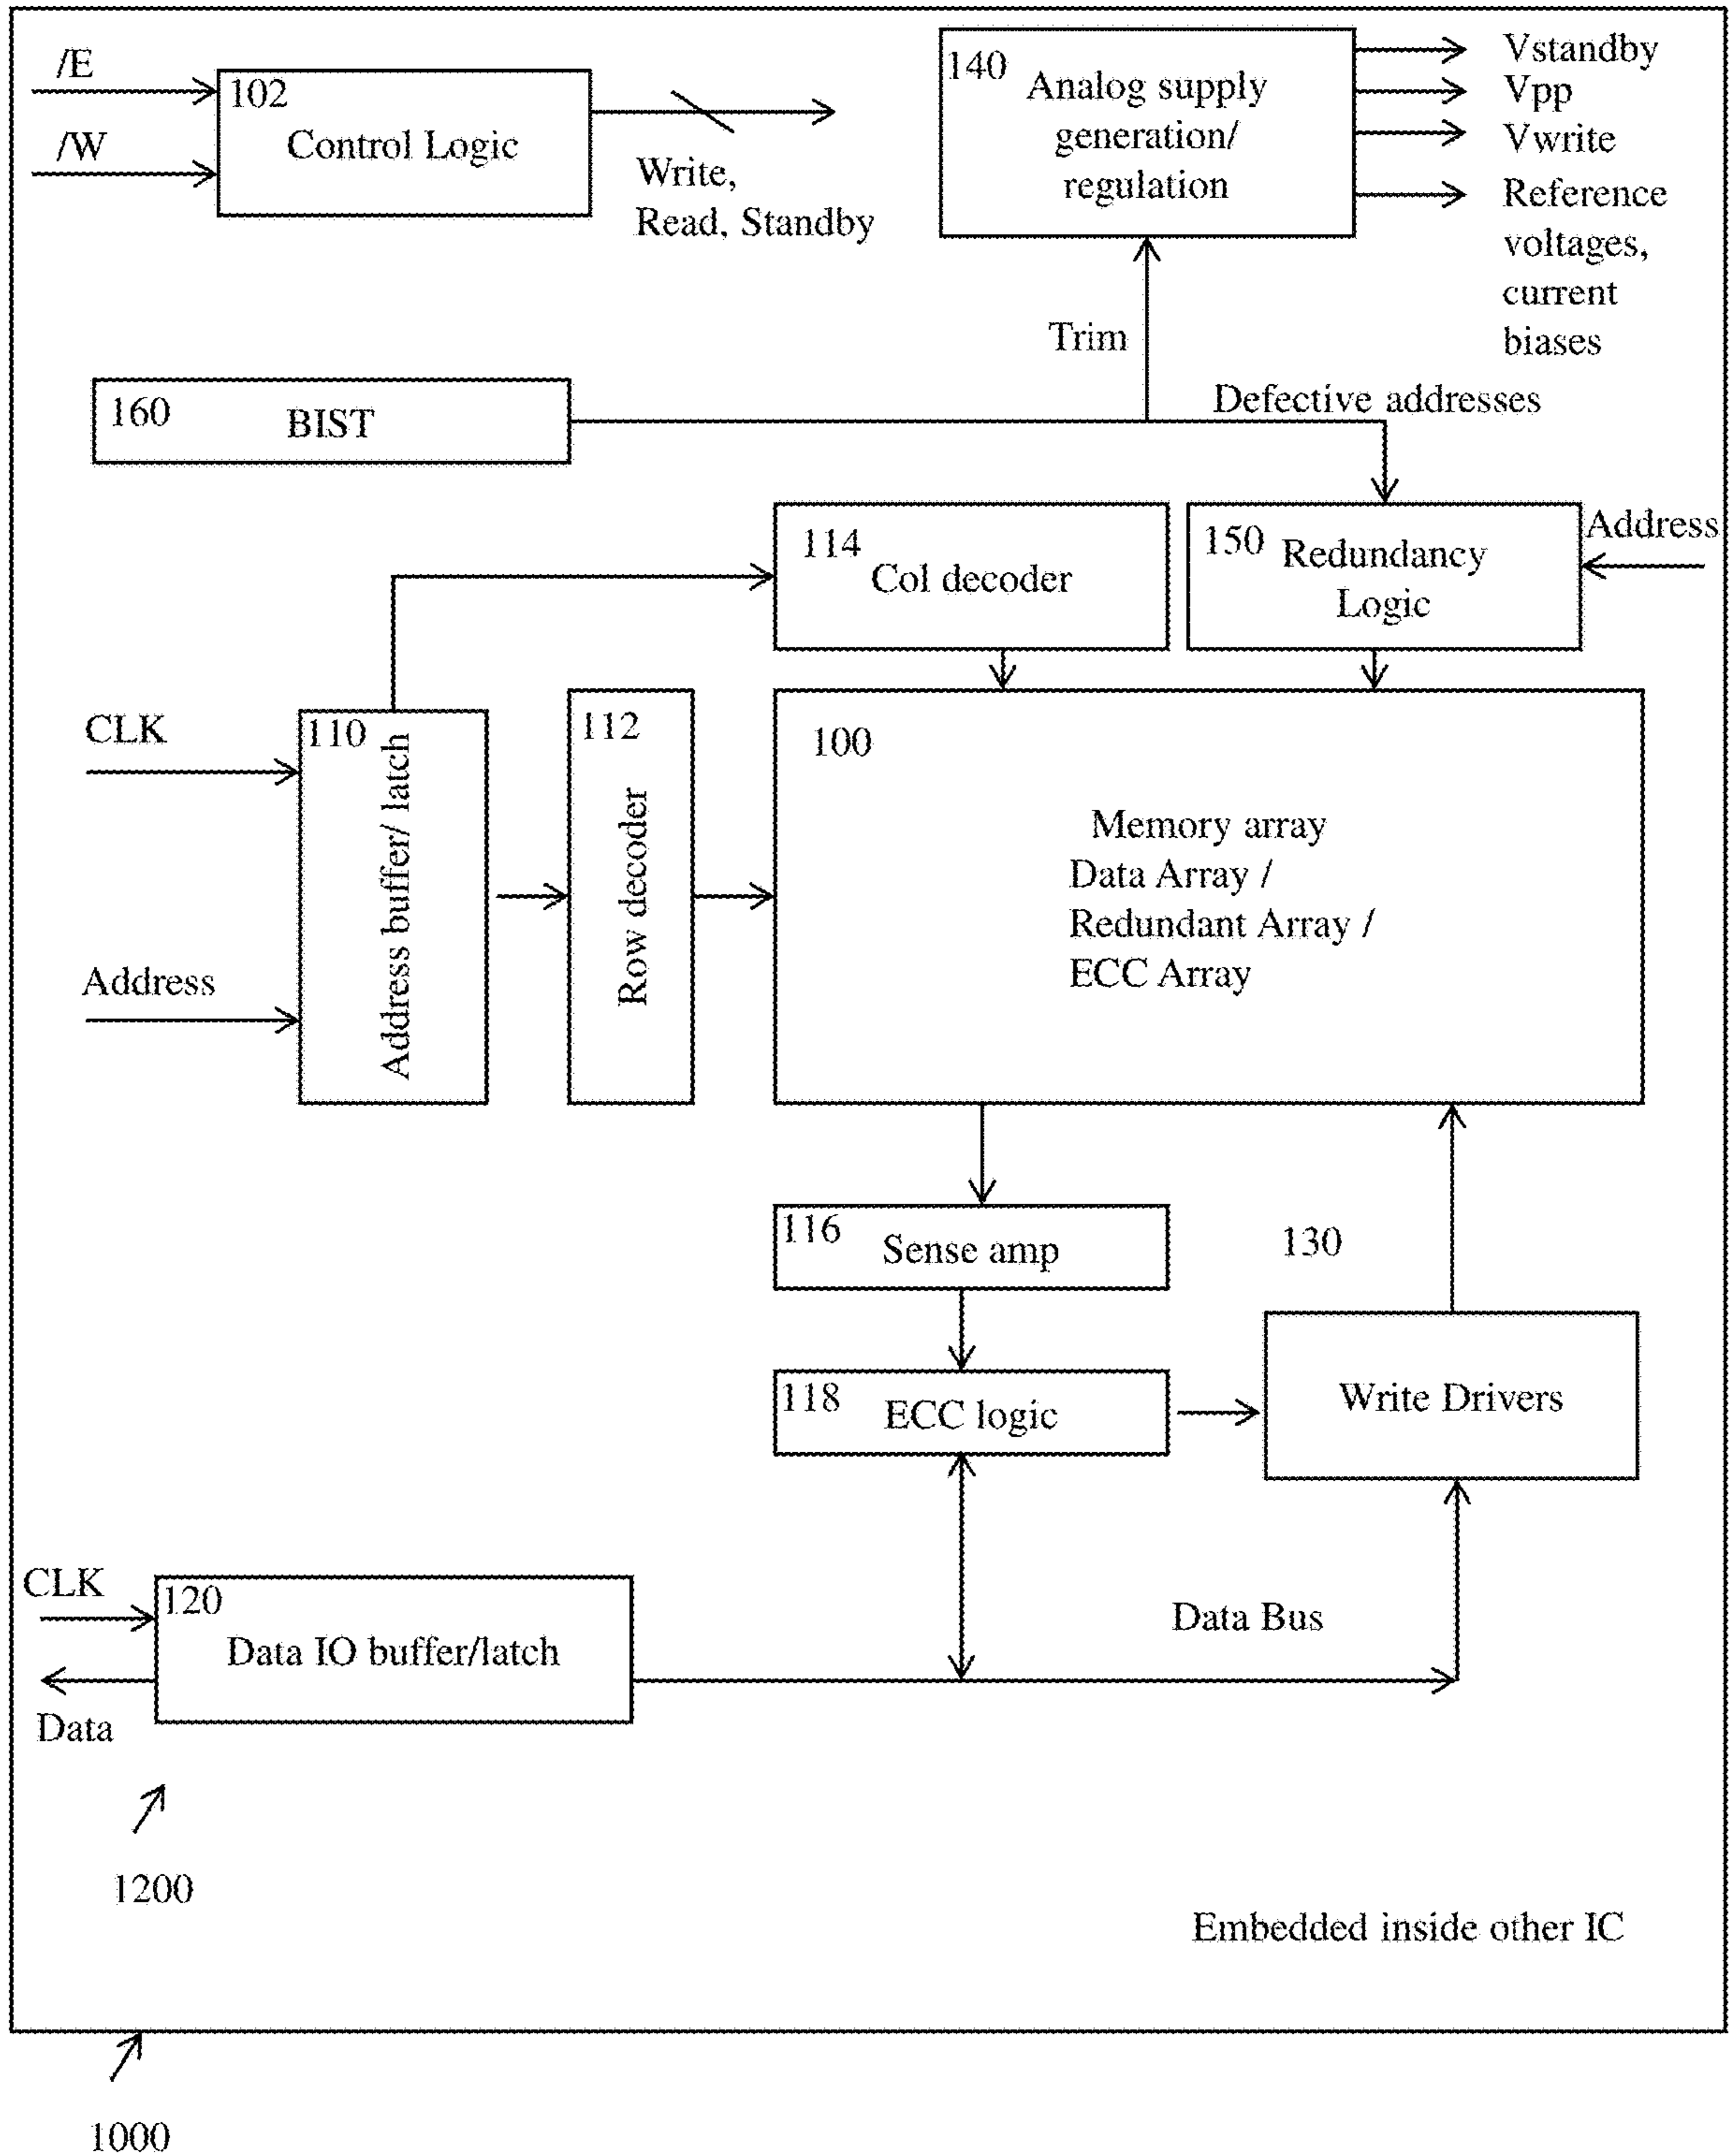 /E
/W
102
Control Logic
Write,
Read, Standby
140
Analog supply
generation/
regulation
Vstandby
Vpp
Vwrite
Reference
voltages,
current
biases
Trim
160
BIST
Defective addresses
114
Col decoder
150
Redundancy
Logic
Address
CLK
Address
110
Address buffer/ latch
112
Row decoder
100
Memory array
Data Array /
Redundant Array /
ECC Array
116
Sense amp
130
118
ECC logic
Write Drivers
CLK
120
Data IO buffer/latch
Data
Data Bus
1200
Embedded inside other IC
1000